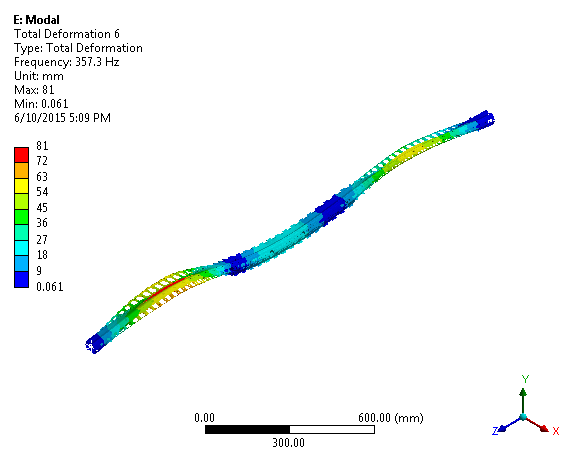 E: Modal
Total Deformation 6
Type: Total Deformation
Frequency: 357.3 Hz
Unit: mm
Max: 81
Min: 0.061
6/10/2015 5:09 PM
81
72
63
54
45
36
27
18
9
0.061
0.00
600.00 (mm)
300.00
Y
Z
X